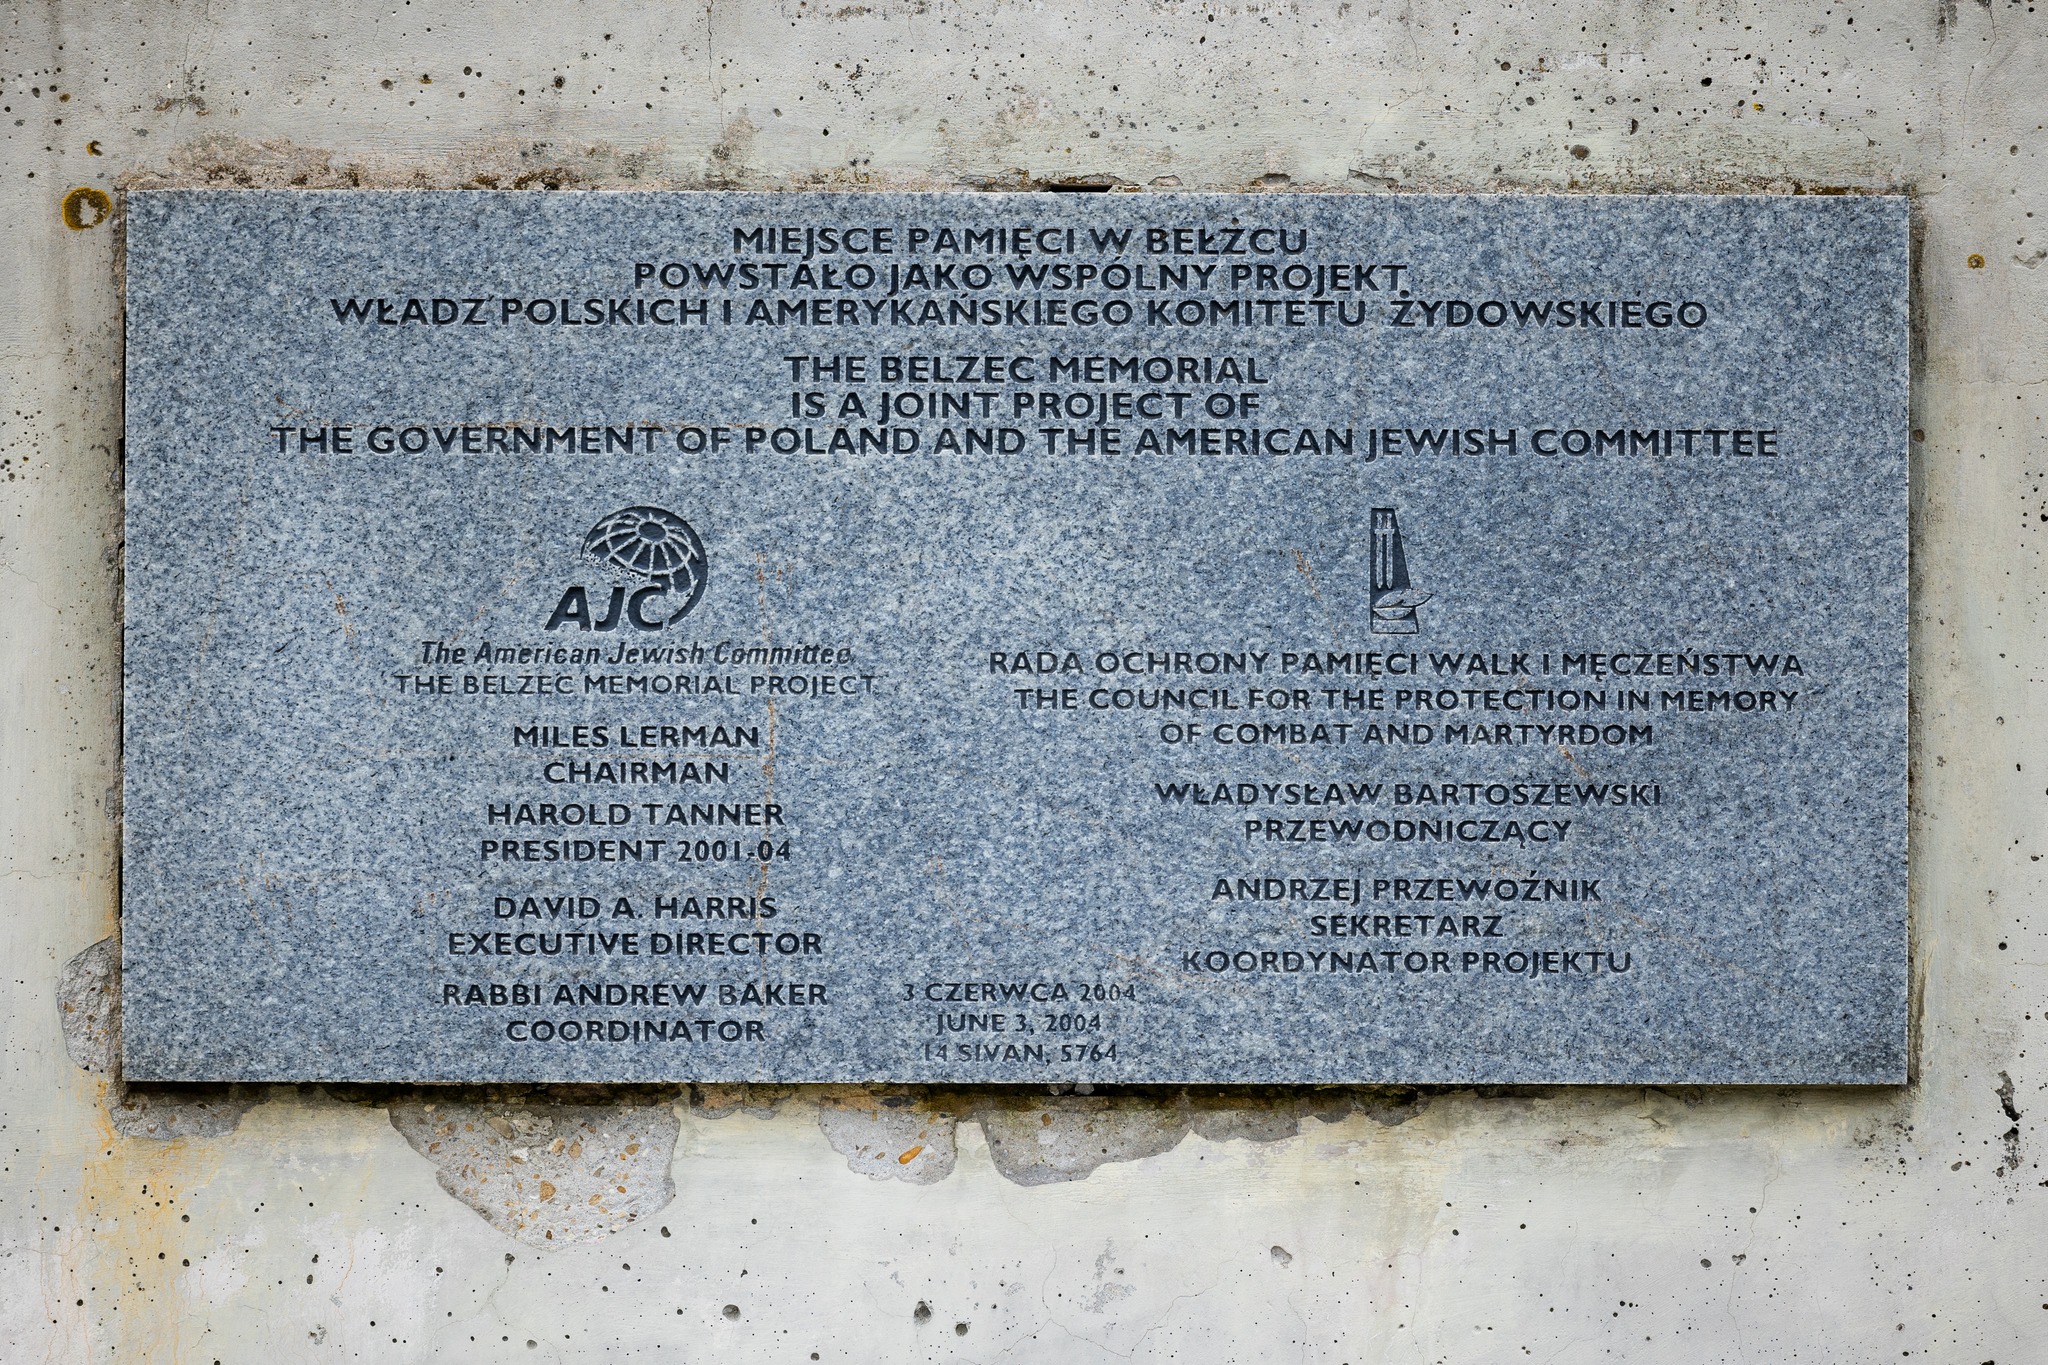 MIEJSCE PAMIĘCI W BEŁŻCU
POWSTAŁO JAKO WSPÓLNY PROJEKT
WŁADZ POLSKICH I AMERYKAŃSKIEGO KOMITETU ŻYDOWSKIEGO
THE BELZEC MEMORIAL
IS A JOINT PROJECT OF
THE GOVERNMENT OF POLAND AND THE AMERICAN JEWISH COMMITTEE
AJC
The American Jewish Committee
THE BELZEC MEMORIAL PROJECT
MILES LERMAN
CHAIRMAN
HAROLD TANNER
PRESIDENT 2001-04
DAVID A. HARRIS
EXECUTIVE DIRECTOR
RABBI ANDREW BAKER
COORDINATOR
RADA OCHRONY PAMIĘCI WALK I MĘCZEŃSTWA
THE COUNCIL FOR THE PROTECTION IN MEMORY
OF COMBAT AND MARTYRDOM
WŁADYSŁAW BARTOSZEWSKI
PRZEWODNICZĄCY
ANDRZEJ PRZEWOŹNIK
SEKRETARZ
KOORDYNATOR PROJEKTU
3 CZERWCA 2004
JUNE 3, 2004
14 SIVAN, 5764